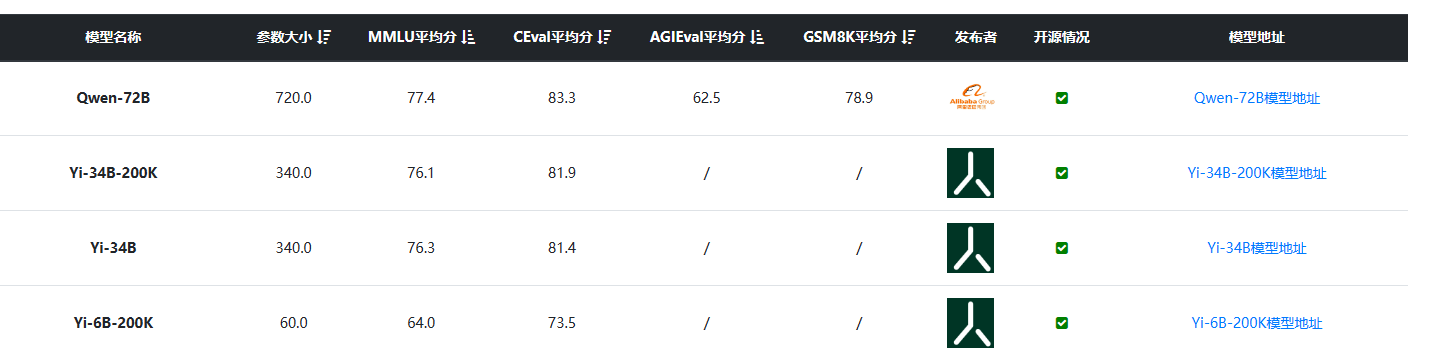 模型名称 参数大小 MMLU平均分 CEval平均分 AGIEval平均分 GSM8K平均分 发布者 开源情况 模型地址
Qwen-72B 720.0 77.4 83.3 62.5 78.9 Alibaba Group Qwen-72B模型地址
Yi-34B-200K 340.0 76.1 81.9 / / Yi-34B-200K模型地址
Yi-34B 340.0 76.3 81.4 / / Yi-34B模型地址
Yi-6B-200K 60.0 64.0 73.5 / / Yi-6B-200K模型地址